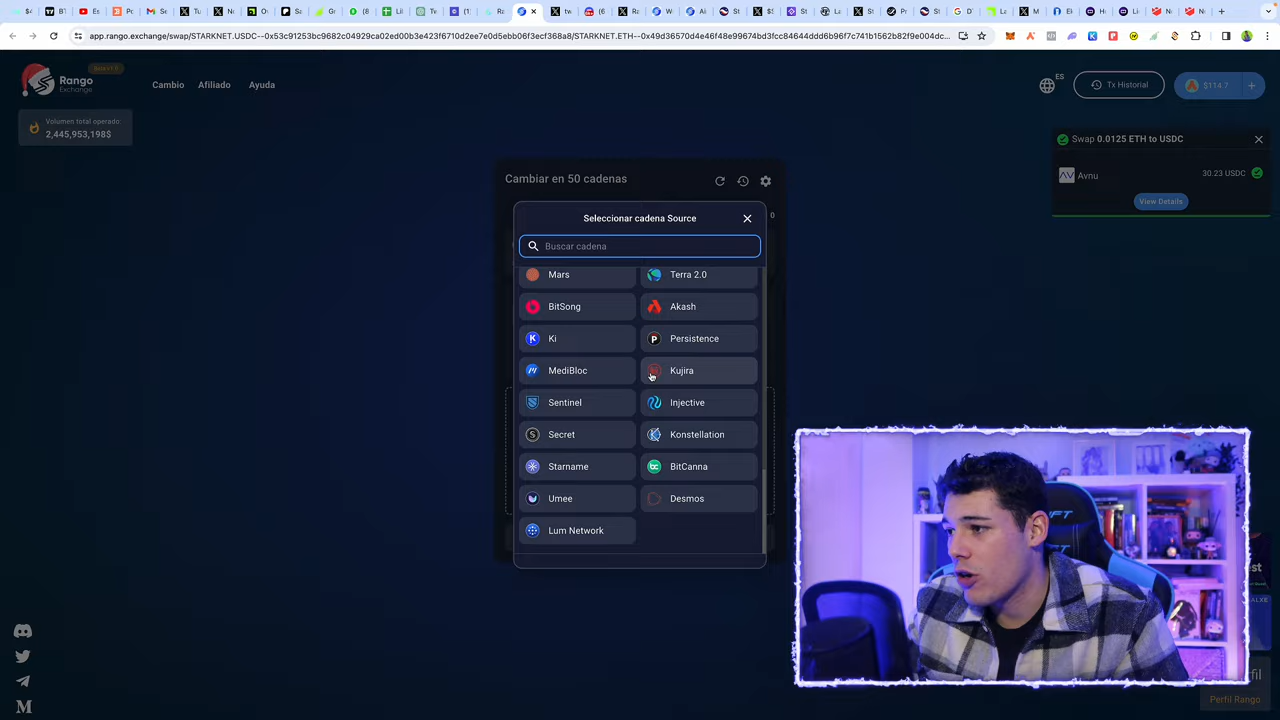 app.rango.exchange/swap/STARKNET.USDC--0x53c91253bc9682c04929ca02ed00b3e423f6710d2ee7e0d5ebb06f3ecf368a8/STARKNET.ETH--0x49d36570d4e46f48e99674bd3fcc84644ddd6b96f7c741b1562b82f9e004dc...
Rango
Exchange
Cambio
Afiliado
Ayuda
ES
Tx Historial
$114.7
+
Volumen total operado:
2,445,953,198$
Swap 0.0125 ETH to USDC
Avnu
30.23 USDC
View Details
Cambiar en 50 cadenas
Seleccionar cadena Source
Buscar cadena
Mars
Terra 2.0
BitSong
Akash
Ki
Persistence
MediBloc
Kujira
Sentinel
Injective
Secret
Konstellation
Starname
BitCanna
Umee
Desmos
Lum Network
Perfil Rango